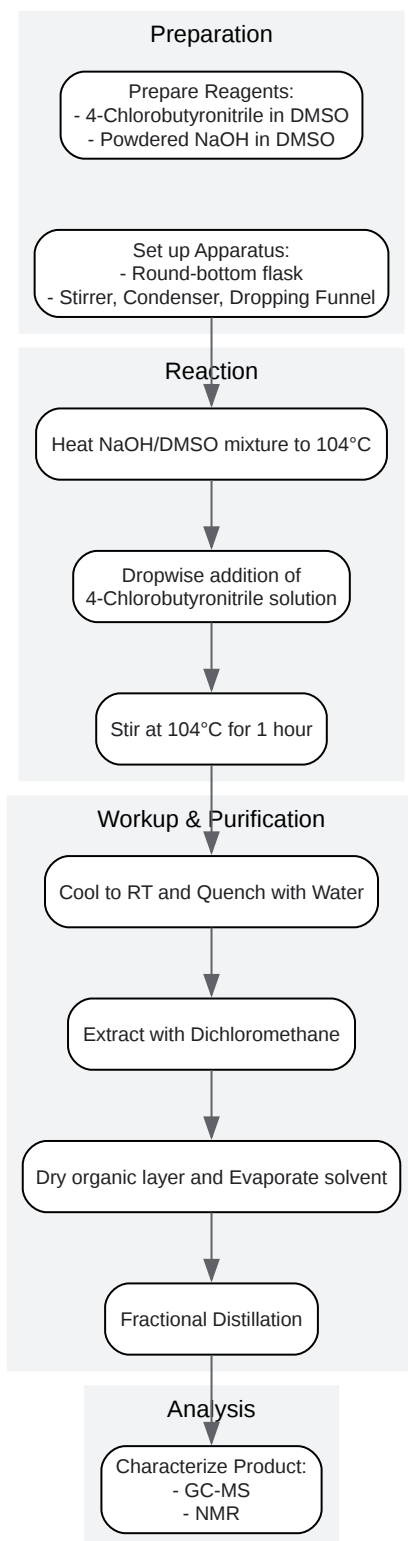 Preparation
Prepare Reagents:
- 4-Chlorobutyronitrile in DMSO
- Powdered NaOH in DMSO
Set up Apparatus:
- Round-bottom flask
- Stirrer, Condenser, Dropping Funnel
Reaction
Heat NaOH/DMSO mixture to 104°C
Dropwise addition of
4-Chlorobutyronitrile solution
Stir at 104°C for 1 hour
Workup & Purification
Cool to RT and Quench with Water
Extract with Dichloromethane
Dry organic layer and Evaporate solvent
Fractional Distillation
Analysis
Characterize Product:
- GC-MS
- NMR